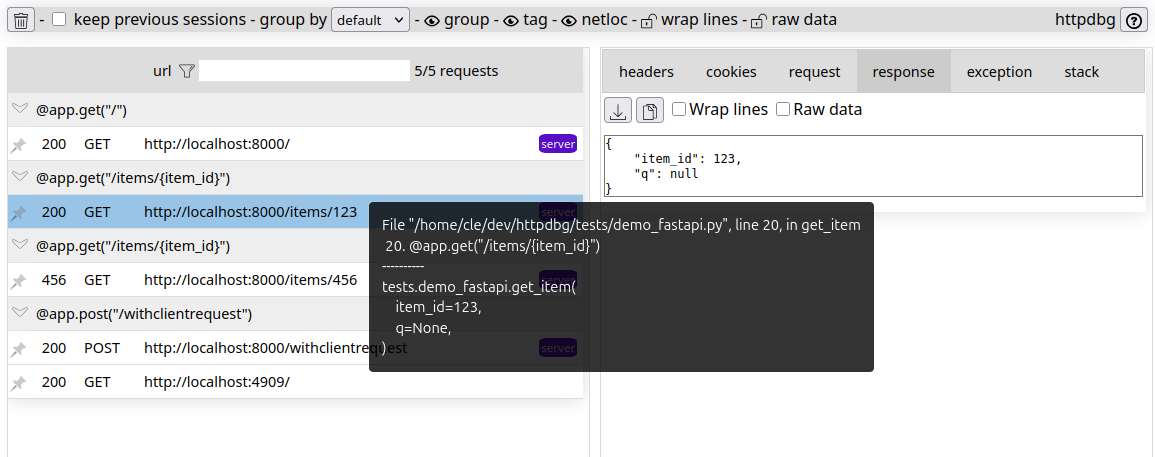 - keep previous sessions - group by default - group - tag - netloc - wrap lines - raw data httpdbg ?
url 5/5 requests
@app.get("/")
200 GET http://localhost:8000/ server
@app.get("/items/{item_id}")
200 GET http://localhost:8000/items/123 server
@app.get("/items/{item_id}")
456 GET http://localhost:8000/items/456 server
@app.post("/withclientrequest")
200 POST http://localhost:8000/withclientrequest server
200 GET http://localhost:4909/
headers cookies request response exception stack
Wrap lines Raw data
{
"item_id": 123,
"q": null
}
File "/home/cle/dev/httpdbg/tests/demo_fastapi.py", line 20, in get_item
20. @app.get("/items/{item_id}")
----------
tests.demo_fastapi.get_item(
item_id=123,
q=None,
)